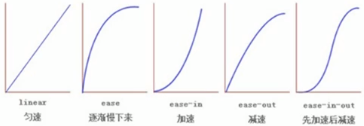 linear
匀速
ease
逐渐慢下来
ease-in
加速
ease-out
减速
ease-in-out
先加速后减速